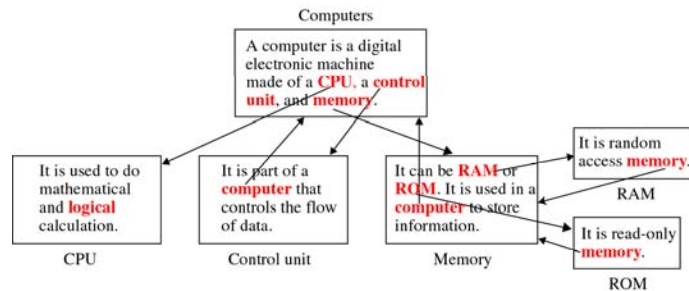 Computers
A computer is a digital
electronic machine
made of a CPU, a control
unit, and memory.
It is used to do
mathematical
and logical
calculation.
CPU
It is part of a
computer that
controls the flow
of data.
Control unit
It can be RAM or
ROM. It is used in a
computer to store
information.
Memory
It is random
access memory.
RAM
It is read-only
memory.
ROM